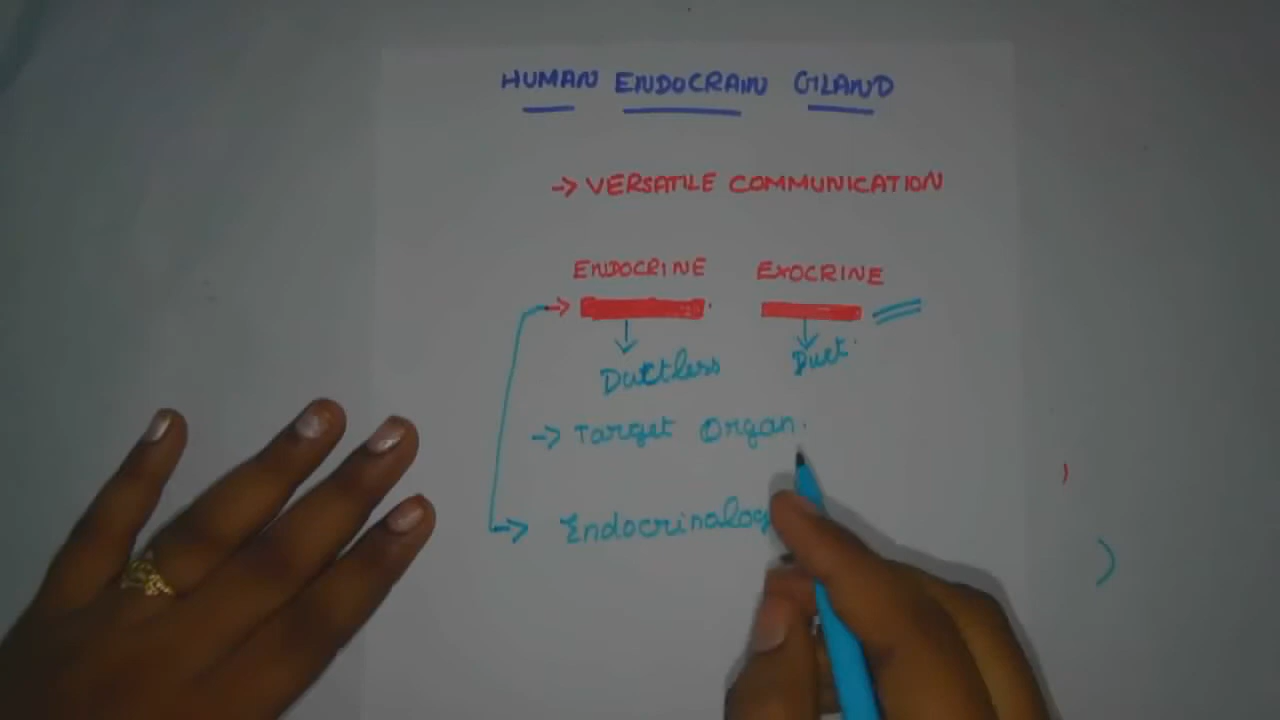 HUMAN ENDOCRAIN GLAND
-> VERSATILE COMMUNICATION
ENDOCRINE EXOCRINE
Ductless Duct.
-> Target Organ.
Endocrinalog